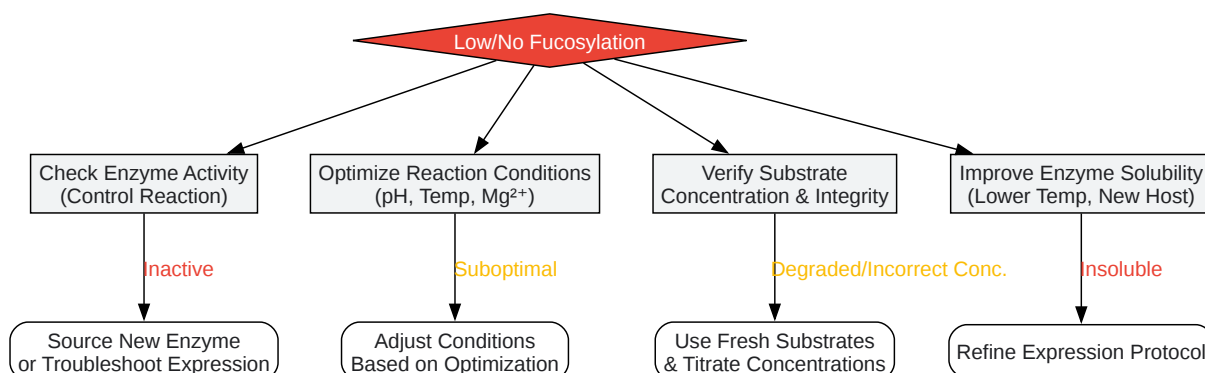 Low/No Fucosylation
Check Enzyme Activity
(Control Reaction)
Optimize Reaction Conditions
(pH, Temp, Mg²⁺)
Verify Substrate
Concentration & Integrity
Improve Enzyme Solubility
(Lower Temp, New Host)
Inactive
Suboptimal
Degraded/Incorrect Conc.
Insoluble
Source New Enzyme
or Troubleshoot Expression
Adjust Conditions
Based on Optimization
Use Fresh Substrates
& Titrate Concentrations
Refine Expression Protocol